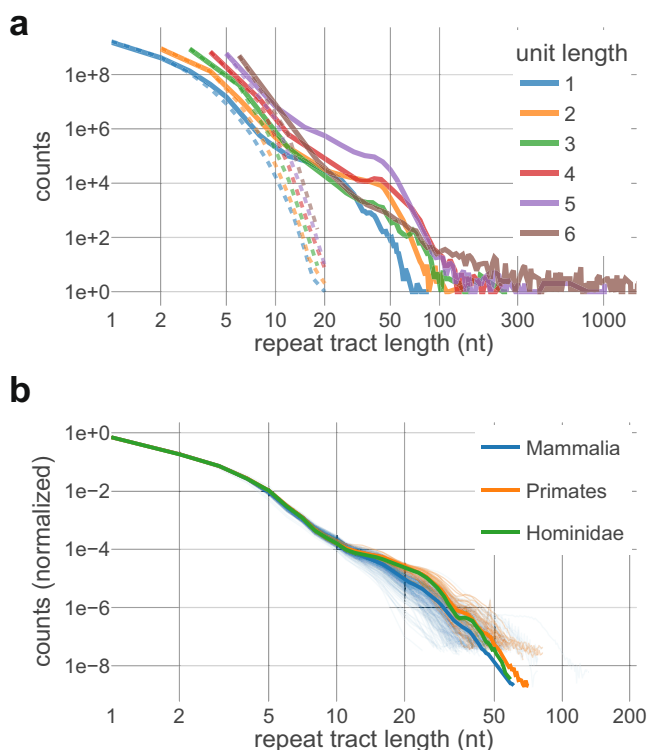 a
unit length
1
2
3
4
5
6
counts
1e+8
1e+6
1e+4
1e+2
1e+0
1 2 5 10 20 50 100 300 1000
repeat tract length (nt)
b
Mammalia
Primates
Hominidae
counts (normalized)
1e+0
1e−2
1e−4
1e−6
1e−8
1 2 5 10 20 50 100 200
repeat tract length (nt)